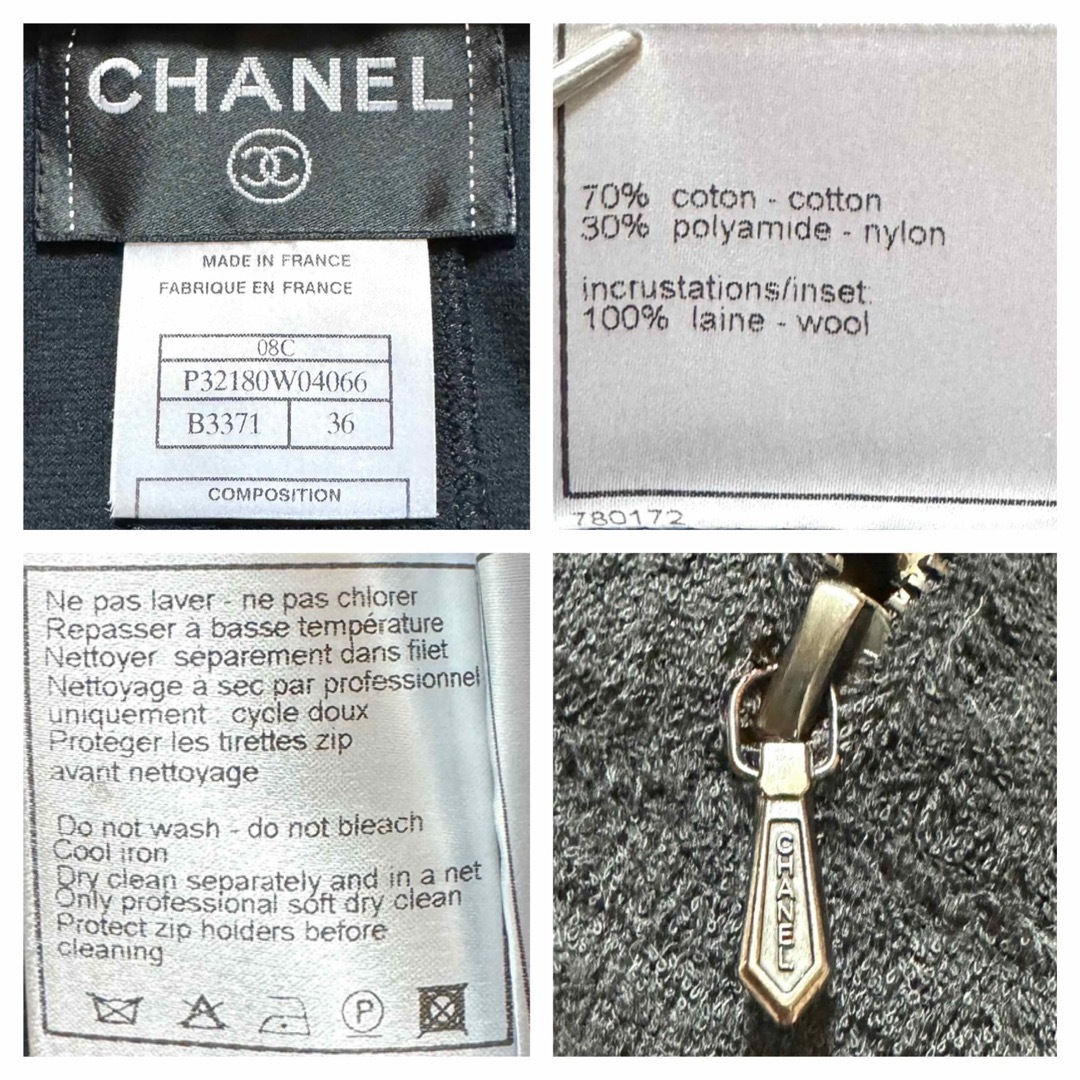 CHANEL
MADE IN FRANCE
FABRIQUE EN FRANCE
08C
P32180W04066
B3371 36
COMPOSITION
70% coton - cotton
30% polyamide - nylon
incrustations/inset:
100% laine - wool
780172
Ne pas laver - ne pas chlorer
Repasser à basse température
Nettoyer separement dans filet
Nettoyage à sec par professionnel
uniquement : cycle doux
Proteger les tirettes zip
avant nettoyage
Do not wash - do not bleach
Cool iron
Dry clean separately and in a net
Only professional soft dry clean
Protect zip holders before
cleaning
P
CHANEL